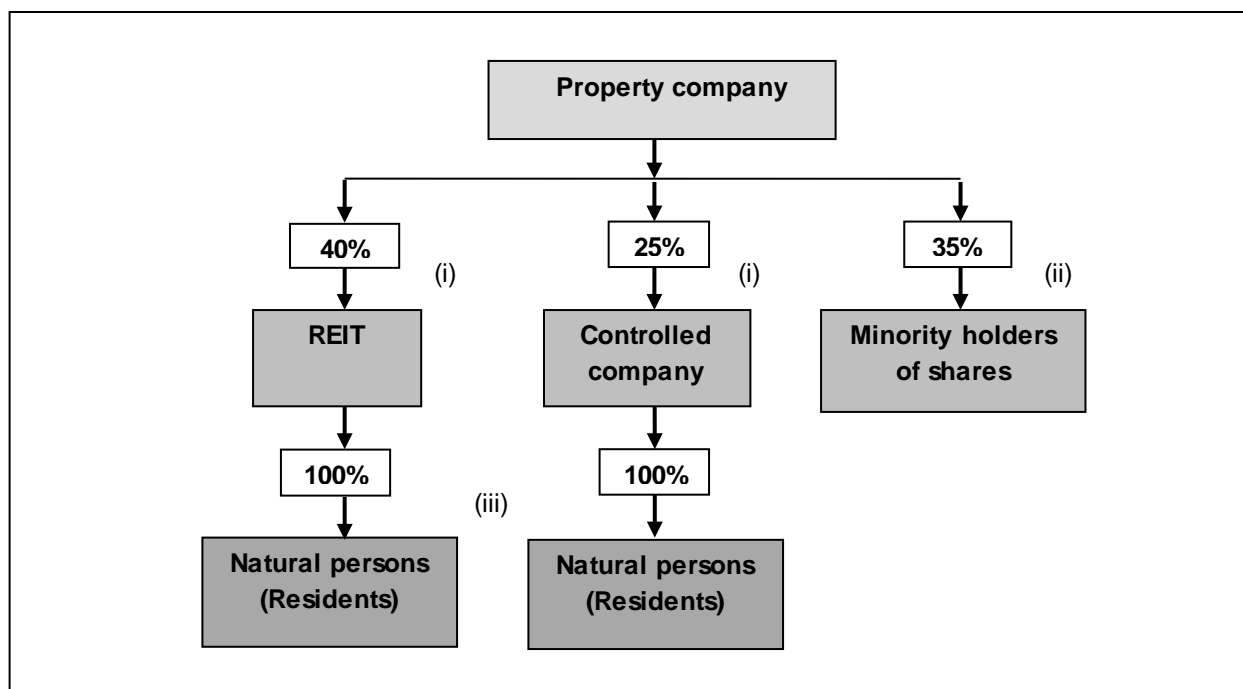 Property company
40%
(i)
25%
(i)
35%
(ii)
REIT
Controlled
company
Minority holders
of shares
100%
(iii)
100%
Natural persons
(Residents)
Natural persons
(Residents)